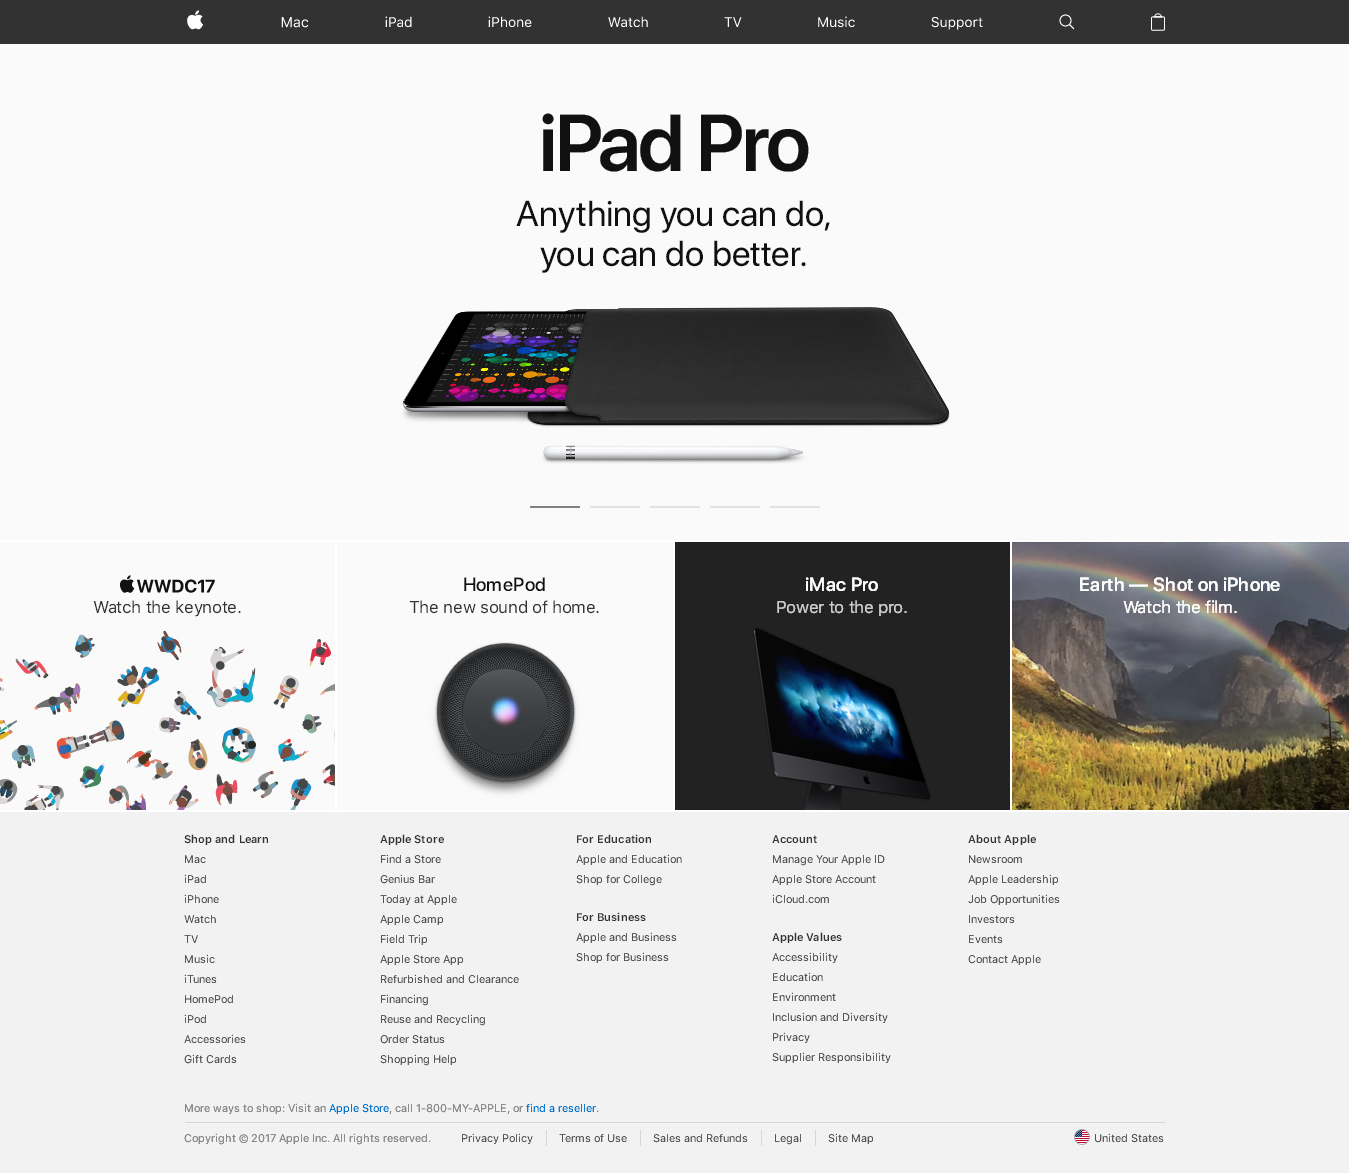 Mac iPad iPhone Watch TV Music Support
iPad Pro
Anything you can do,
you can do better.
WWDC17
Watch the keynote.
HomePod
The new sound of home.
iMac Pro
Power to the pro.
Earth — Shot on iPhone
Watch the film.
Shop and Learn
Mac
iPad
iPhone
Watch
TV
Music
iTunes
HomePod
iPod
Accessories
Gift Cards
Apple Store
Find a Store
Genius Bar
Today at Apple
Apple Camp
Field Trip
Apple Store App
Refurbished and Clearance
Financing
Reuse and Recycling
Order Status
Shopping Help
For Education
Apple and Education
Shop for College
For Business
Apple and Business
Shop for Business
Account
Manage Your Apple ID
Apple Store Account
iCloud.com
Apple Values
Accessibility
Education
Environment
Inclusion and Diversity
Privacy
Supplier Responsibility
About Apple
Newsroom
Apple Leadership
Job Opportunities
Investors
Events
Contact Apple
More ways to shop: Visit an Apple Store, call 1-800-MY-APPLE, or find a reseller.
Copyright © 2017 Apple Inc. All rights reserved. Privacy Policy Terms of Use Sales and Refunds Legal Site Map United States